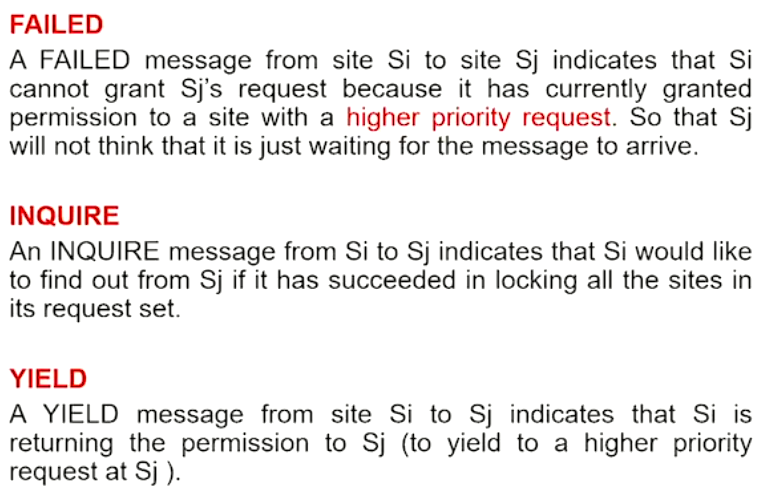 FAILED
A FAILED message from site Si to site Sj indicates that Si
cannot grant Sj’s request because it has currently granted
permission to a site with a higher priority request. So that Sj
will not think that it is just waiting for the message to arrive.
INQUIRE
An INQUIRE message from Si to Sj indicates that Si would like
to find out from Sj if it has succeeded in locking all the sites in
its request set.
YIELD
A YIELD message from site Si to Sj indicates that Si is
returning the permission to Sj (to yield to a higher priority
request at Sj ).